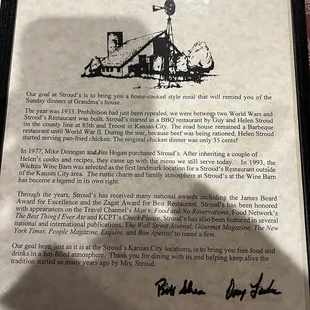 Our goal at Stroud's is to bring you a home-cooked style meal that will remind you of the
Sunday dinners at Grandma's house.
The year was 1933. Prohibition had just been repealed, we were between two World Wars and
Stroud's Restaurant was built. Stroud's started as a BBQ restaurant by Guy and Helen Stroud
on the county line at 85th and Troost in Kansas City. The road house remained a Barbeque
restaurant until World War II. During the war, because beef was being rationed, Helen Stroud
started serving pan-fried chicken. The original chicken dinner was only 35 cents!
In 1977, Mike Donegan and Jim Hogan purchased Stroud's. After inheriting a couple of
Helen's cooks and recipes, they came up with the menu we still serve today. In 1993, the
Wichita Wine Barn was selected as the first landmark location for a Stroud's Restaurant outside
of the Kansas City area. The rustic charm and family atmosphere at Stroud's at the Wine Barn
has become a legend in its own right.
Through the years, Stroud's has received many national awards including the James Beard
Award for Excellence and the Zagat Award for Best Restaurant. Stroud's has been honored
with appearances on the Travel Channel's Man v. Food and No Reservations, Food Network's
The Best Thing I Ever Ate and KCPT's Check Please. Stroud's has also been featured in several
national and international publications. The Wall Street Journal, Gourmet Magazine, The New
York Times, People Magazine, Esquire, and Bon Apetite! to name a few.
Our goal here, just as it is at the Stroud's Kansas City locations, is to bring you fine food and
drinks in a fun-filled atmosphere. Thank you for dining with us and helping keep alive the
tradition started so many years ago by Mrs. Stroud.